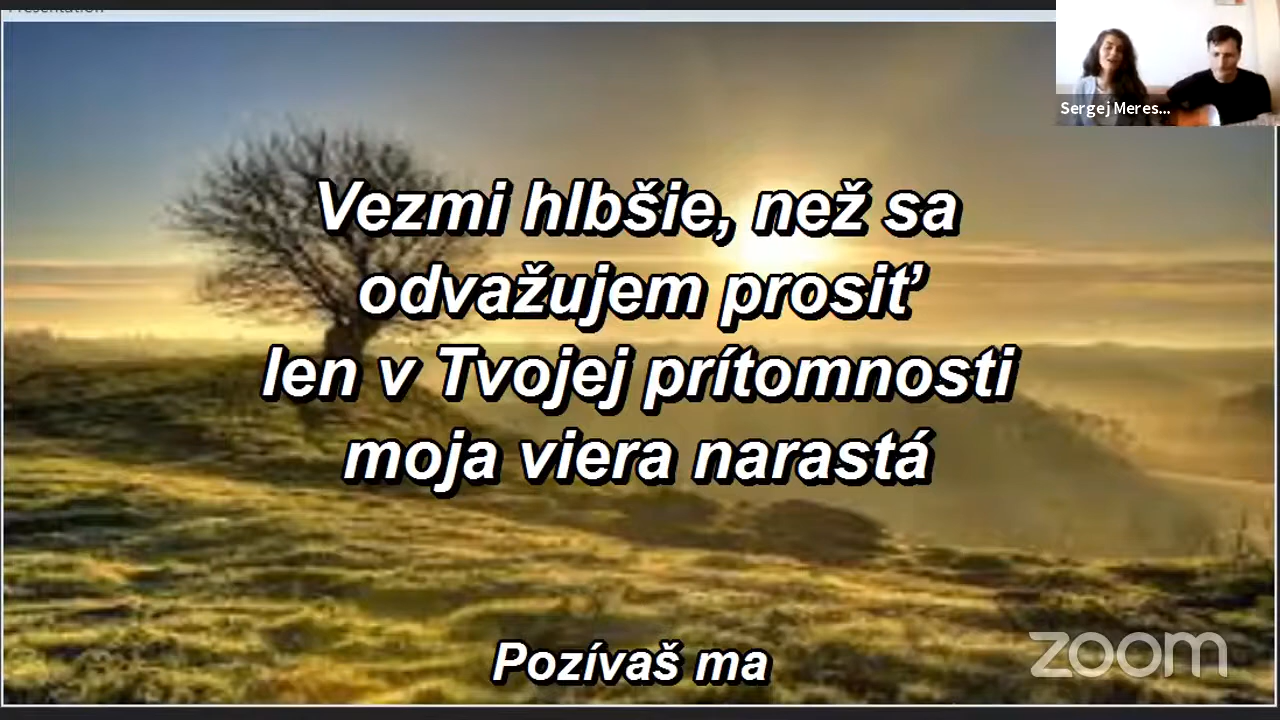 Presentation
Sergej Meres...
Vezmi hlbšie, než sa
odvažujem prosiť
len v Tvojej prítomnosti
moja viera narastá
Pozívaš ma
zoom